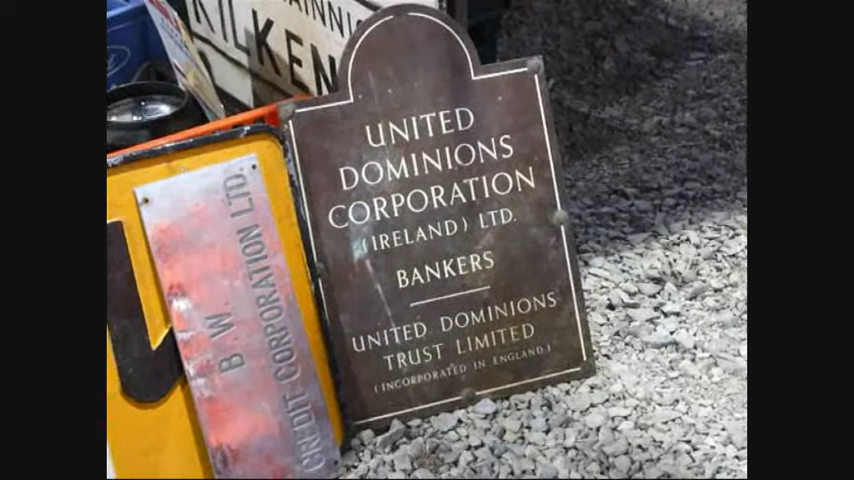 KILKEN
UNITED
DOMINIONS
CORPORATION
(IRELAND) LTD.
BANKERS
UNITED DOMINIONS
TRUST LIMITED
(INCORPORATED IN ENGLAND.)
B W.
CREDIT CORPORATION LTD.